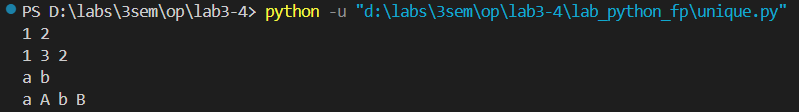 PS D:\labs\3sem\op\lab3-4> python -u "d:\labs\3sem\op\lab3-4\lab_python_fp\unique.py"
1 2
1 3 2
a b
a A b B